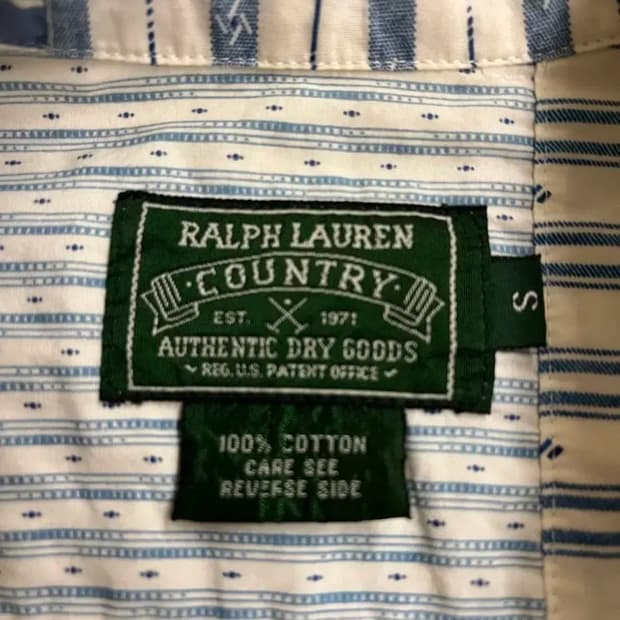 RALPH LAUREN
COUNTRY
EST. 1971
AUTHENTIC DRY GOODS
REG. U.S. PATENT OFFICE
S
100% COTTON
CARE SEE
REVERSE SIDE